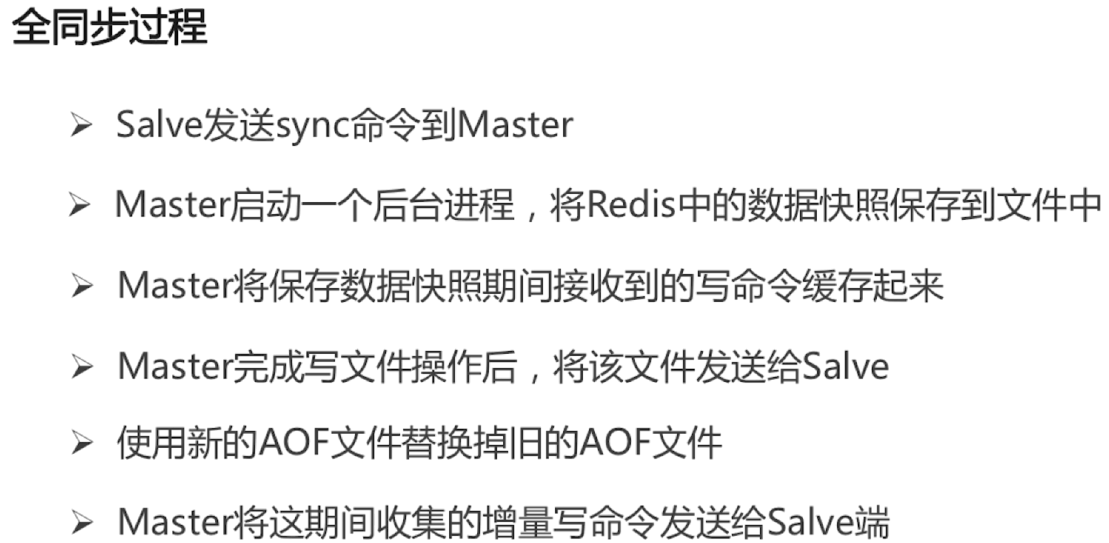 全同步过程
➢ Salve发送sync命令到Master
➢ Master启动一个后台进程，将Redis中的数据快照保存到文件中
➢ Master将保存数据快照期间接收到的写命令缓存起来
➢ Master完成写文件操作后，将该文件发送给Salve
➢ 使用新的AOF文件替换掉旧的AOF文件
➢ Master将这期间收集的增量写命令发送给Salve端